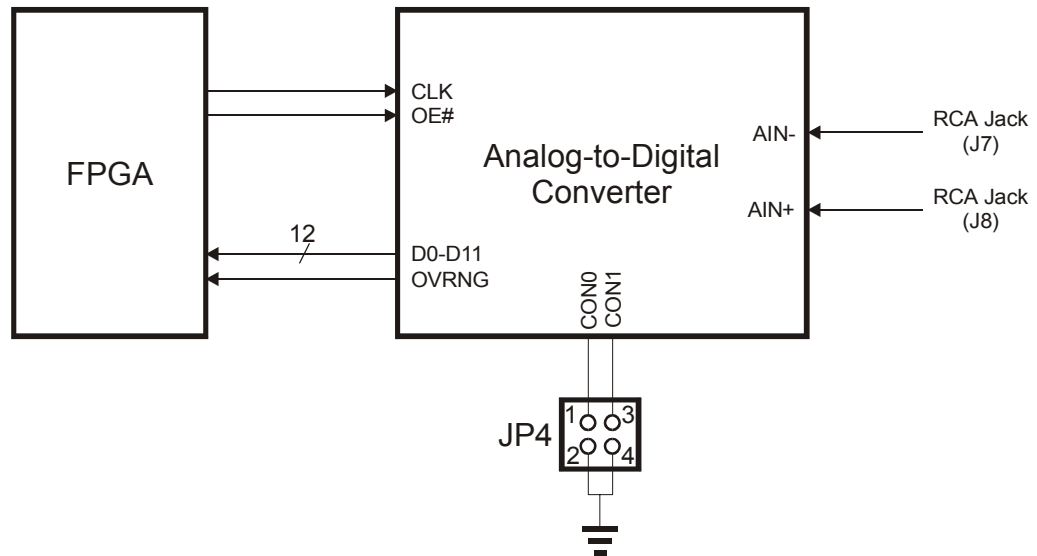 FPGA
CLK
OE#
12
D0-D11
OVRNG
Analog-to-Digital
Converter
AIN-
AIN+
RCA Jack
(J7)
RCA Jack
(J8)
CON0
CON1
JP4
1
3
2
4